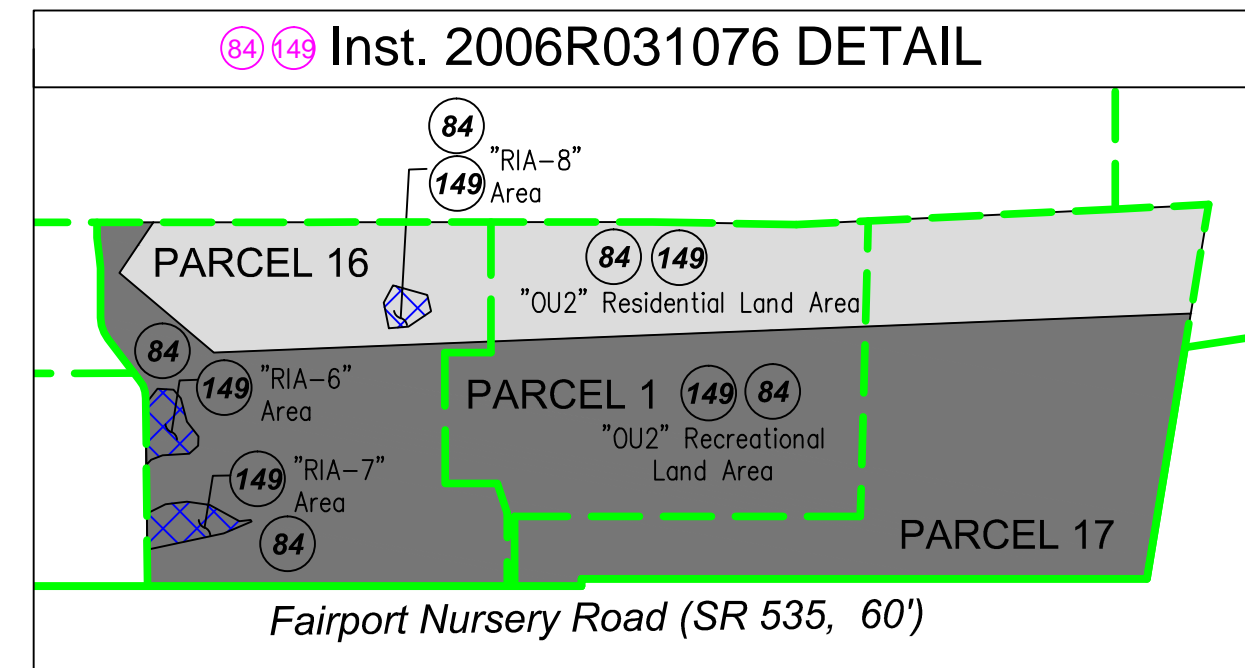 84 149 Inst. 2006R031076 DETAIL
84
149 "RIA-8"
Area
PARCEL 16
84 149
"OU2" Residential Land Area
84
149 "RIA-6"
Area
PARCEL 1 149 84
"OU2" Recreational
Land Area
149 "RIA-7"
Area
84
PARCEL 17
Fairport Nursery Road (SR 535, 60')